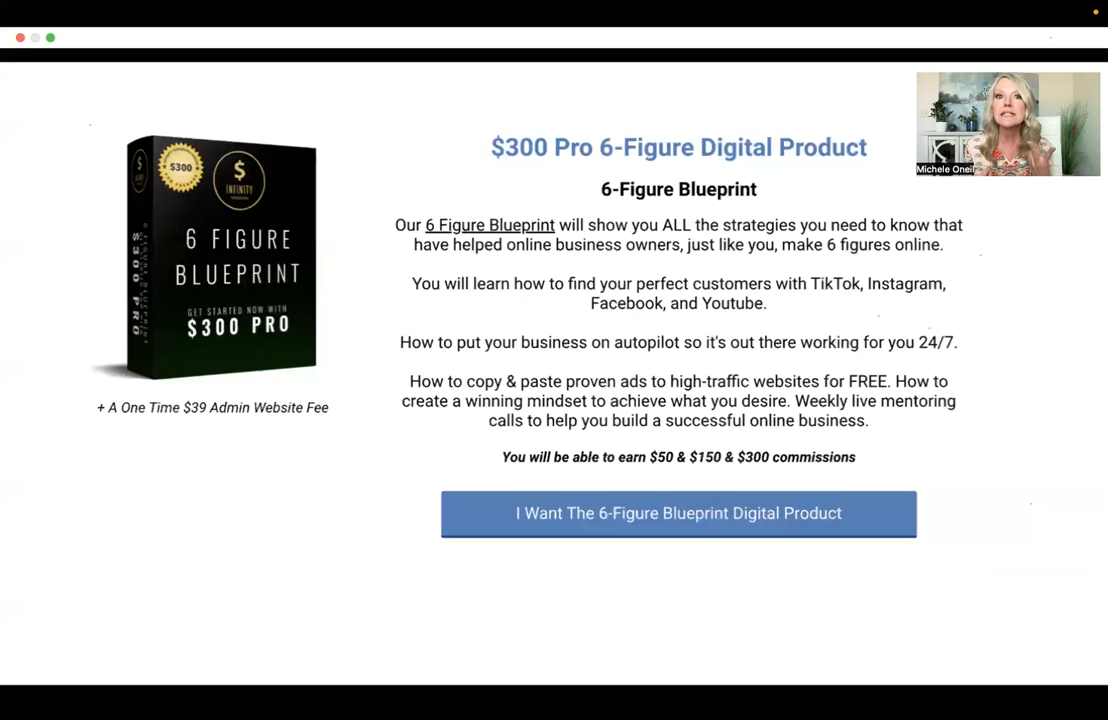 $300 Pro 6-Figure Digital Product
6-Figure Blueprint
Our 6 Figure Blueprint will show you ALL the strategies you need to know that
have helped online business owners, just like you, make 6 figures online.
You will learn how to find your perfect customers with TikTok, Instagram,
Facebook, and Youtube.
How to put your business on autopilot so it's out there working for you 24/7.
How to copy & paste proven ads to high-traffic websites for FREE. How to
create a winning mindset to achieve what you desire. Weekly live mentoring
calls to help you build a successful online business.
You will be able to earn $50 & $150 & $300 commissions
I Want The 6-Figure Blueprint Digital Product
$300
$
INFINITY
6 FIGURE
BLUEPRINT
GET STARTED NOW WITH
$300 PRO
6 FIGURE BLUEPRINT
$300 PRO
+ A One Time $39 Admin Website Fee
Michele Oneil